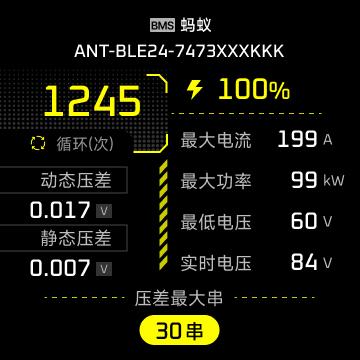 BMS 蚂蚁
ANT-BLE24-7473XXXKKK
1245
循环(次)
100%
最大电流 199 A
最大功率 99 kW
最低电压 60 V
实时电压 84 V
动态压差
0.017 V
静态压差
0.007 V
压差最大串
30串